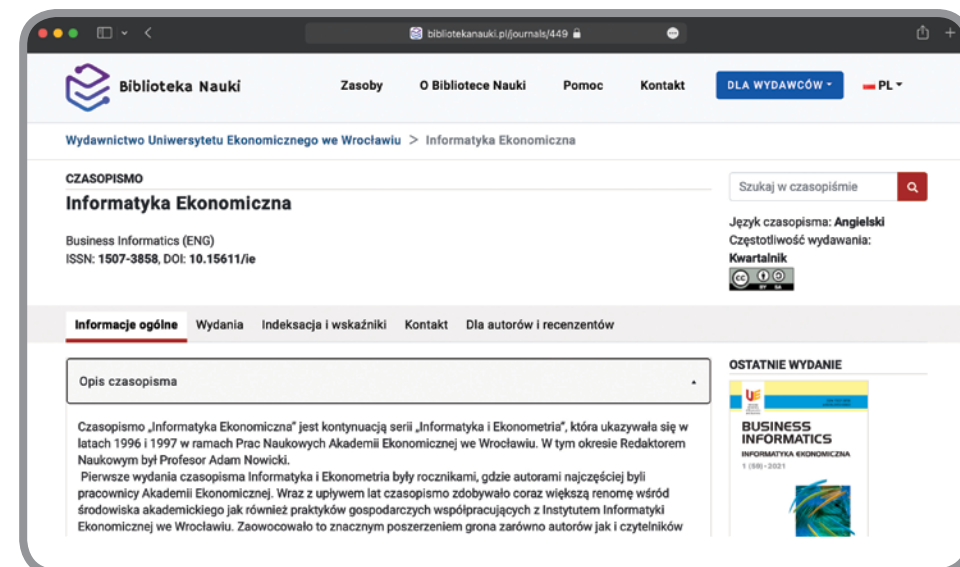 bibliotekanauki.pl/journals/449
Biblioteka Nauki
Zasoby
O Bibliotece Nauki
Pomoc
Kontakt
DLA WYDAWCÓW
PL
Wydawnictwo Uniwersytetu Ekonomicznego we Wrocławiu > Informatyka Ekonomiczna
CZASOPISMO
Informatyka Ekonomiczna
Business Informatics (ENG)
ISSN: 1507-3858, DOI: 10.15611/ie
Szukaj w czasopiśmie
Język czasopisma: Angielski
Częstotliwość wydawania:
Kwartalnik
cc
BY SA
Informacje ogólne
Wydania
Indeksacja i wskaźniki
Kontakt
Dla autorów i recenzentów
Opis czasopisma
Czasopismo „Informatyka Ekonomiczna” jest kontynuacją serii „Informatyka i Ekonometria”, która ukazywała się w
latach 1996 i 1997 w ramach Prac Naukowych Akademii Ekonomicznej we Wrocławiu. W tym okresie Redaktorem
Naukowym był Profesor Adam Nowicki.
Pierwsze wydania czasopisma Informatyka i Ekonometria były rocznikami, gdzie autorami najczęściej byli
pracownicy Akademii Ekonomicznej. Wraz z upływem lat czasopismo zdobywało coraz większą renomę wśród
środowiska akademickiego jak również praktyków gospodarczych współpracujących z Instytutem Informatyki
Ekonomicznej we Wrocławiu. Zaowocowało to znacznym poszerzeniem grona zarówno autorów jak i czytelników
OSTATNIE WYDANIE
UE
BUSINESS
INFORMATICS
INFORMATYKA EKONOMICZNA
1 (59) • 2021